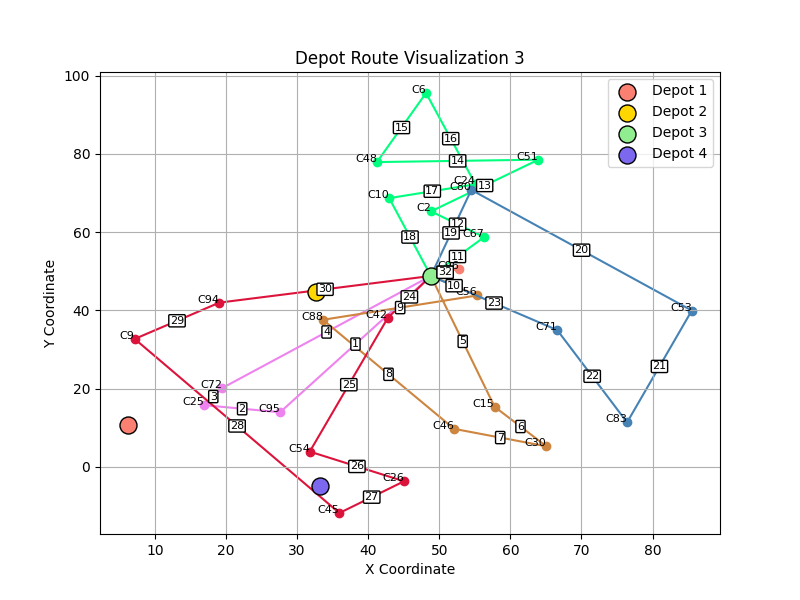 Depot Route Visualization 3
Depot 1
Depot 2
Depot 3
Depot 4
Y Coordinate
100
80
60
40
20
0
C6
15
16
C48
14
C51
C24
C80
13
17
C10
C2
12
19
C67
18
20
11
32
10
C56
30
24
9
23
C94
C53
29
C88
C42
C71
C9
4
1
5
21
8
22
25
C72
3
C25
2
C95
C15
28
6
C83
C46
7
C30
C54
26
C26
27
C45
10
20
30
40
50
60
70
80
X Coordinate